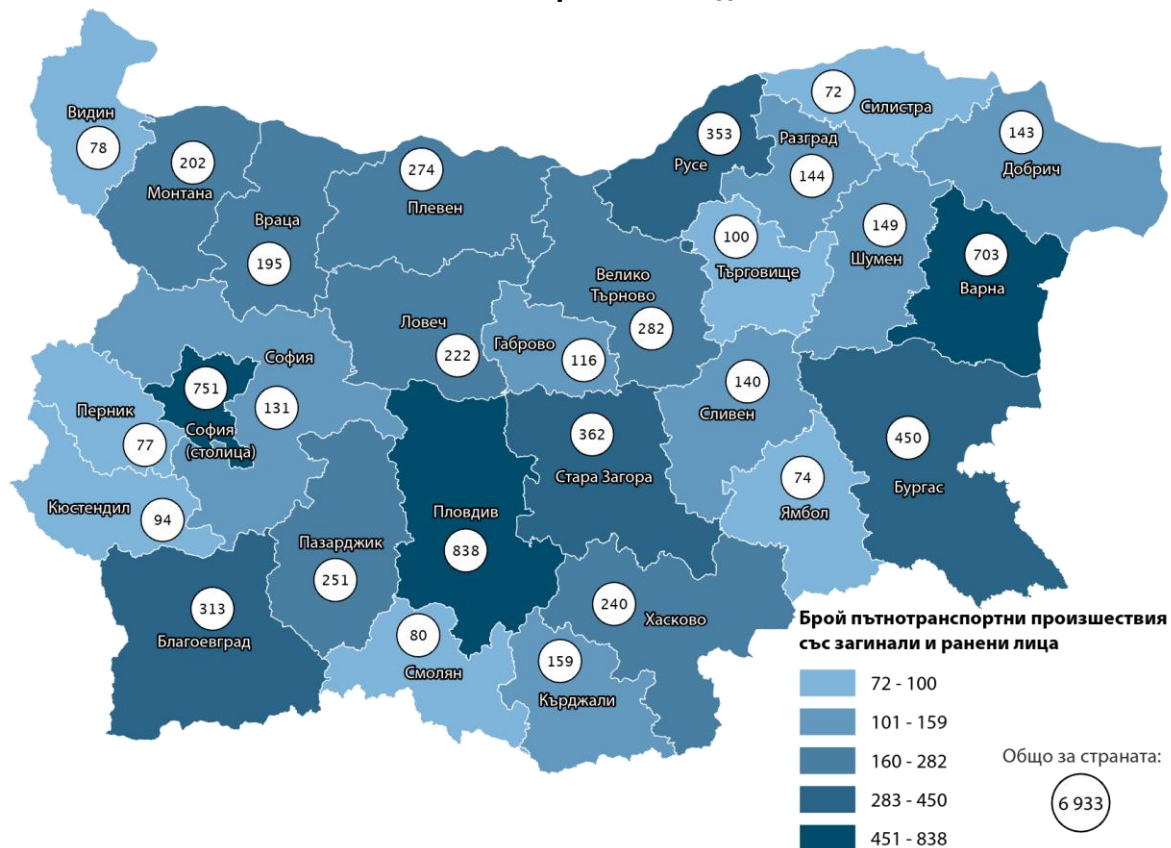 Видин
78
202
Монтана
Враца
195
274
Плевен
353
Русе
72
Силистра
Разград
144
143
Добрич
100
Търговище
149
Шумен
703
Варна
Велико
Търново
282
Ловеч
222
Габрово
116
София
131
751
София
(столица)
Перник
77
Кюстендил
94
140
Сливен
362
Стара Загора
450
Бургас
74
Ямбол
Пловдив
838
Пазарджик
251
313
Благоевград
80
Смолян
240
Хасково
159
Кърджали
Брой пътнотранспортни произшествия
със загинали и ранени лица
72 - 100
101 - 159
160 - 282
283 - 450
451 - 838
Общо за страната:
6 933